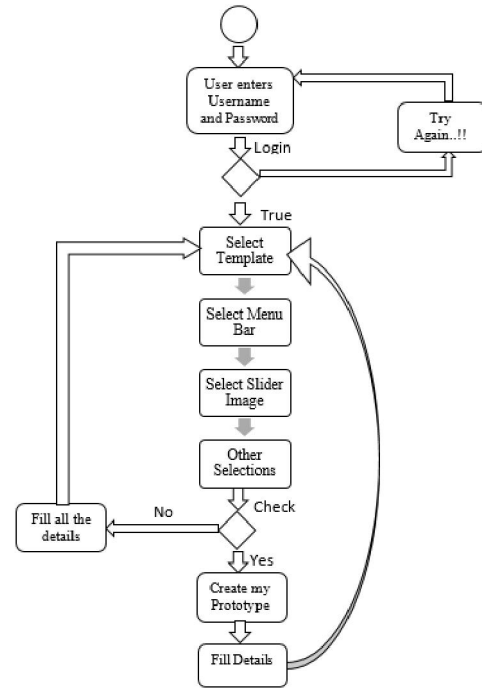 User enters
Username
and Password
Try
Again..!!
Login
True
Select
Template
Select Menu
Bar
Select Slider
Image
Other
Selections
Check
No
Fill all the
details
Yes
Create my
Prototype
Fill Details